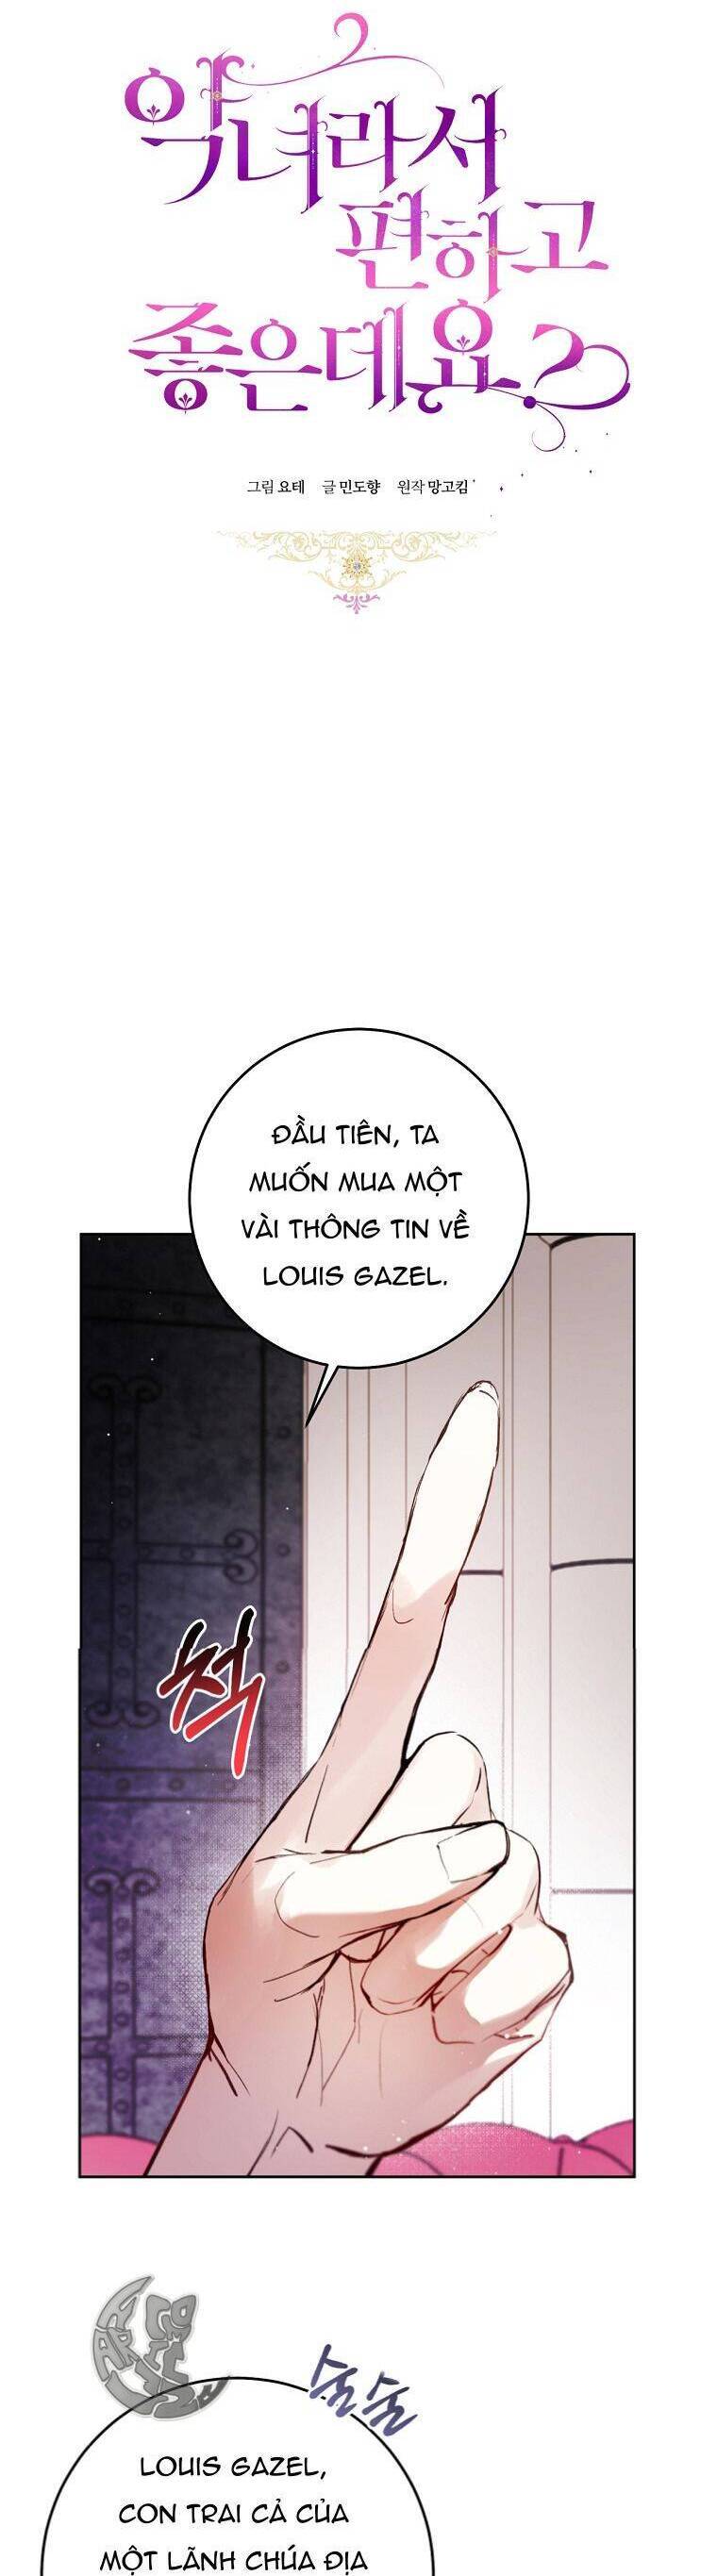 악녀라서
편하고
좋은데요?
그림 요테 글 민도향 원작 망고킴
ĐẦU TIÊN, TA
MUỐN MUA MỘT
VÀI THÔNG TIN VỀ
LOUIS GAZEL.
척
술술
LOUIS GAZEL,
CON TRAI CẢ CỦA
MỘT LÃNH CHÚA ĐỊA